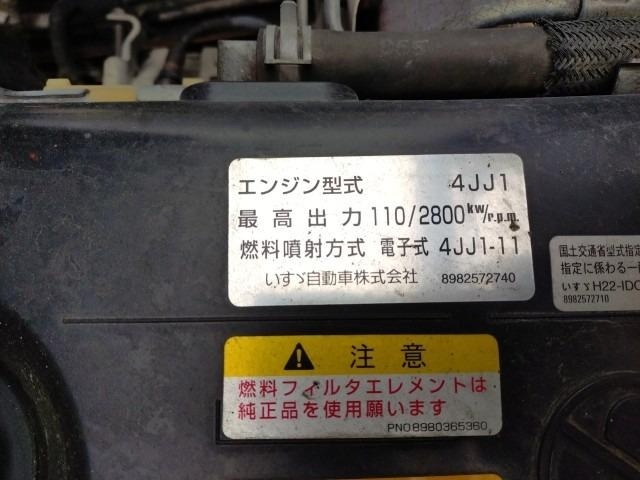 エンジン型式 4JJ1
最高出力 110/2800 kw/r.p.m.
燃料噴射方式 電子式 4JJ1-11
いすゞ自動車株式会社 8982572740
国土交通省型式指定
指定に係わる一
いすゞH22-IDC
8982572710
注意
燃料フィルタエレメントは
純正品を使用願います
PNO8980365360